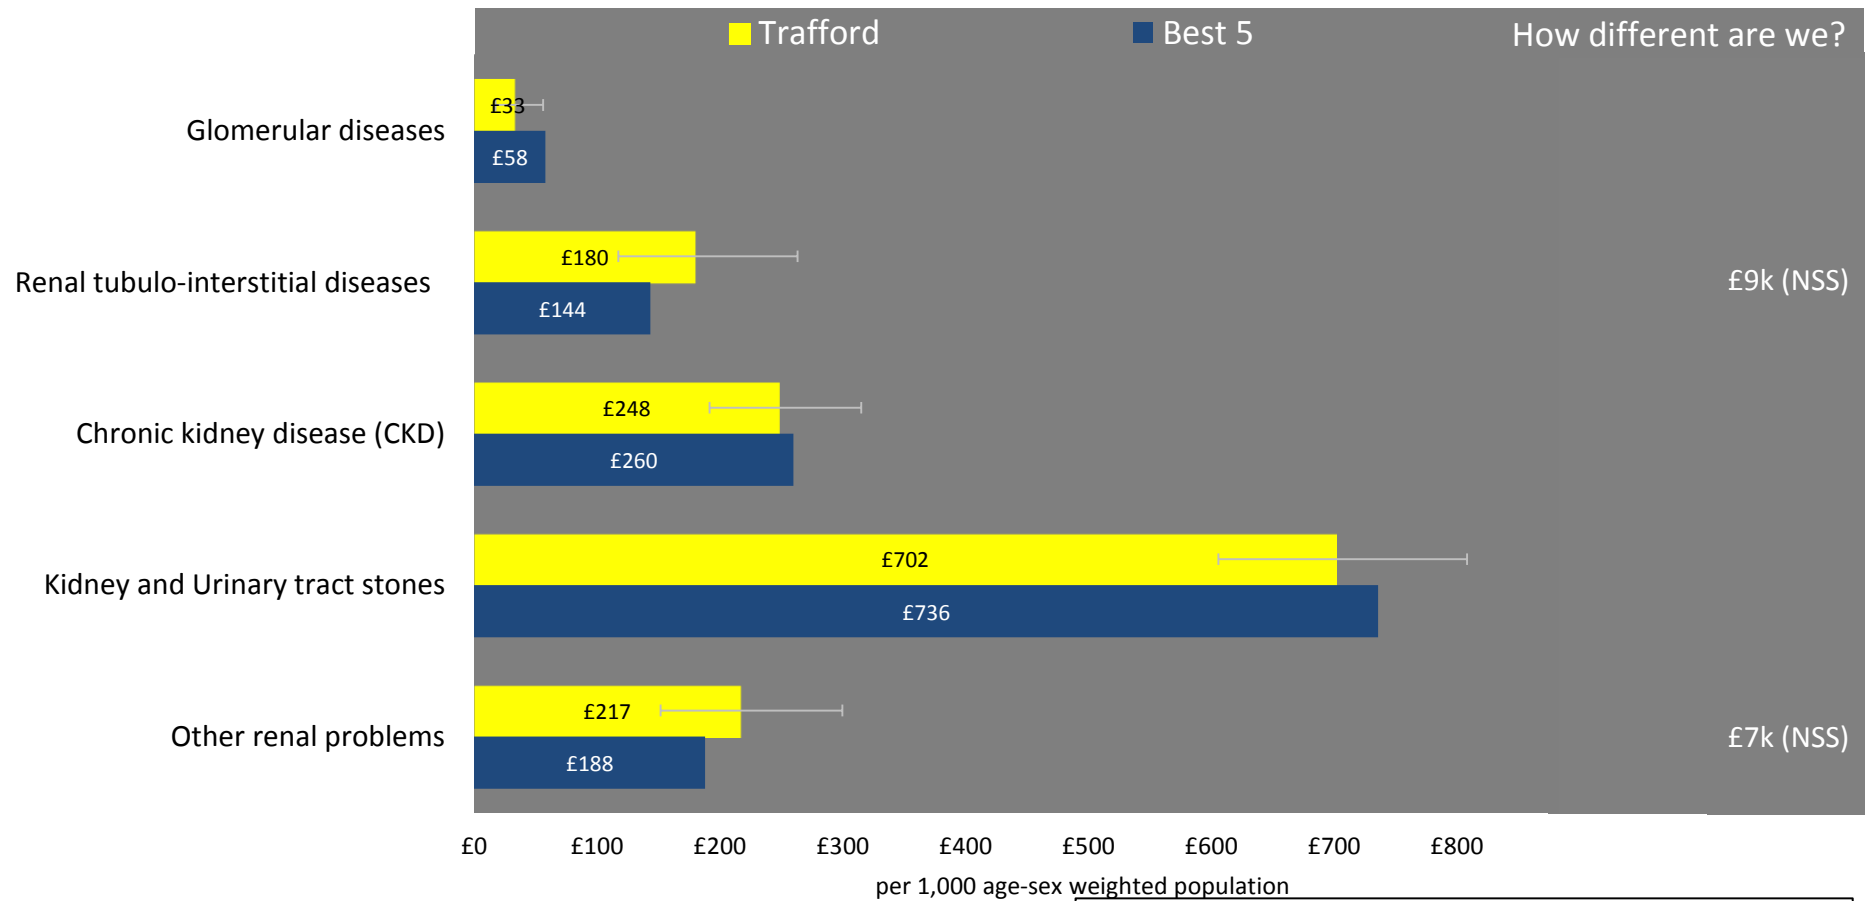 Trafford Best 5 How different are we?
Glomerular diseases £33
£58
Renal tubulo-interstitial diseases £180 £9k (NSS)
£144
Chronic kidney disease (CKD) £248
£260
Kidney and Urinary tract stones £702
£736
Other renal problems £217 £7k (NSS)
£188
£0 £100 £200 £300 £400 £500 £600 £700 £800
per 1,000 age-sex weighted population